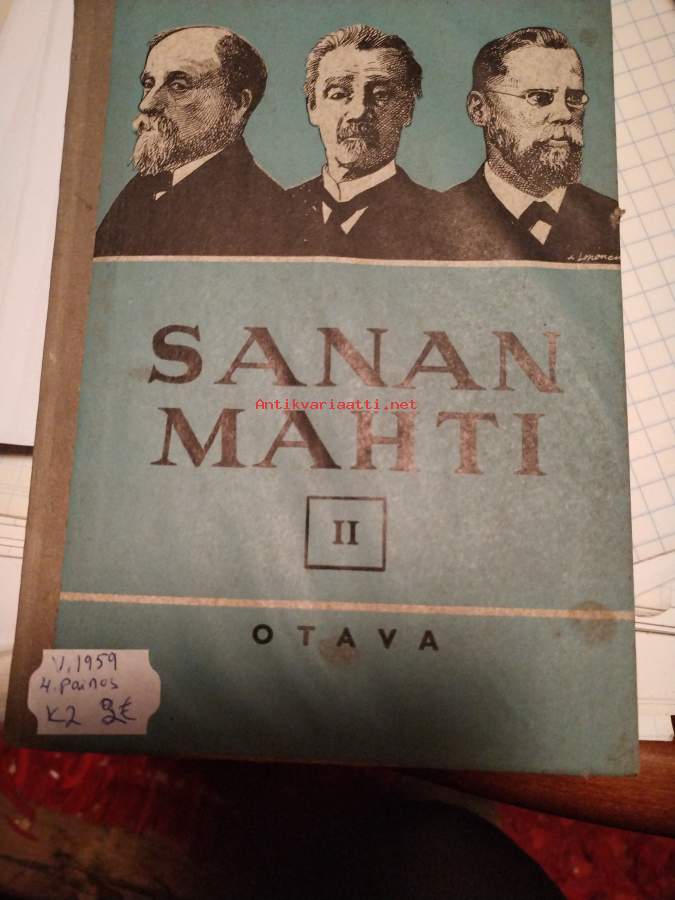 SANAN
Antikvariaatti.net
MAHTI
II
OTAVA
V.1959
4. painos
K2 3€